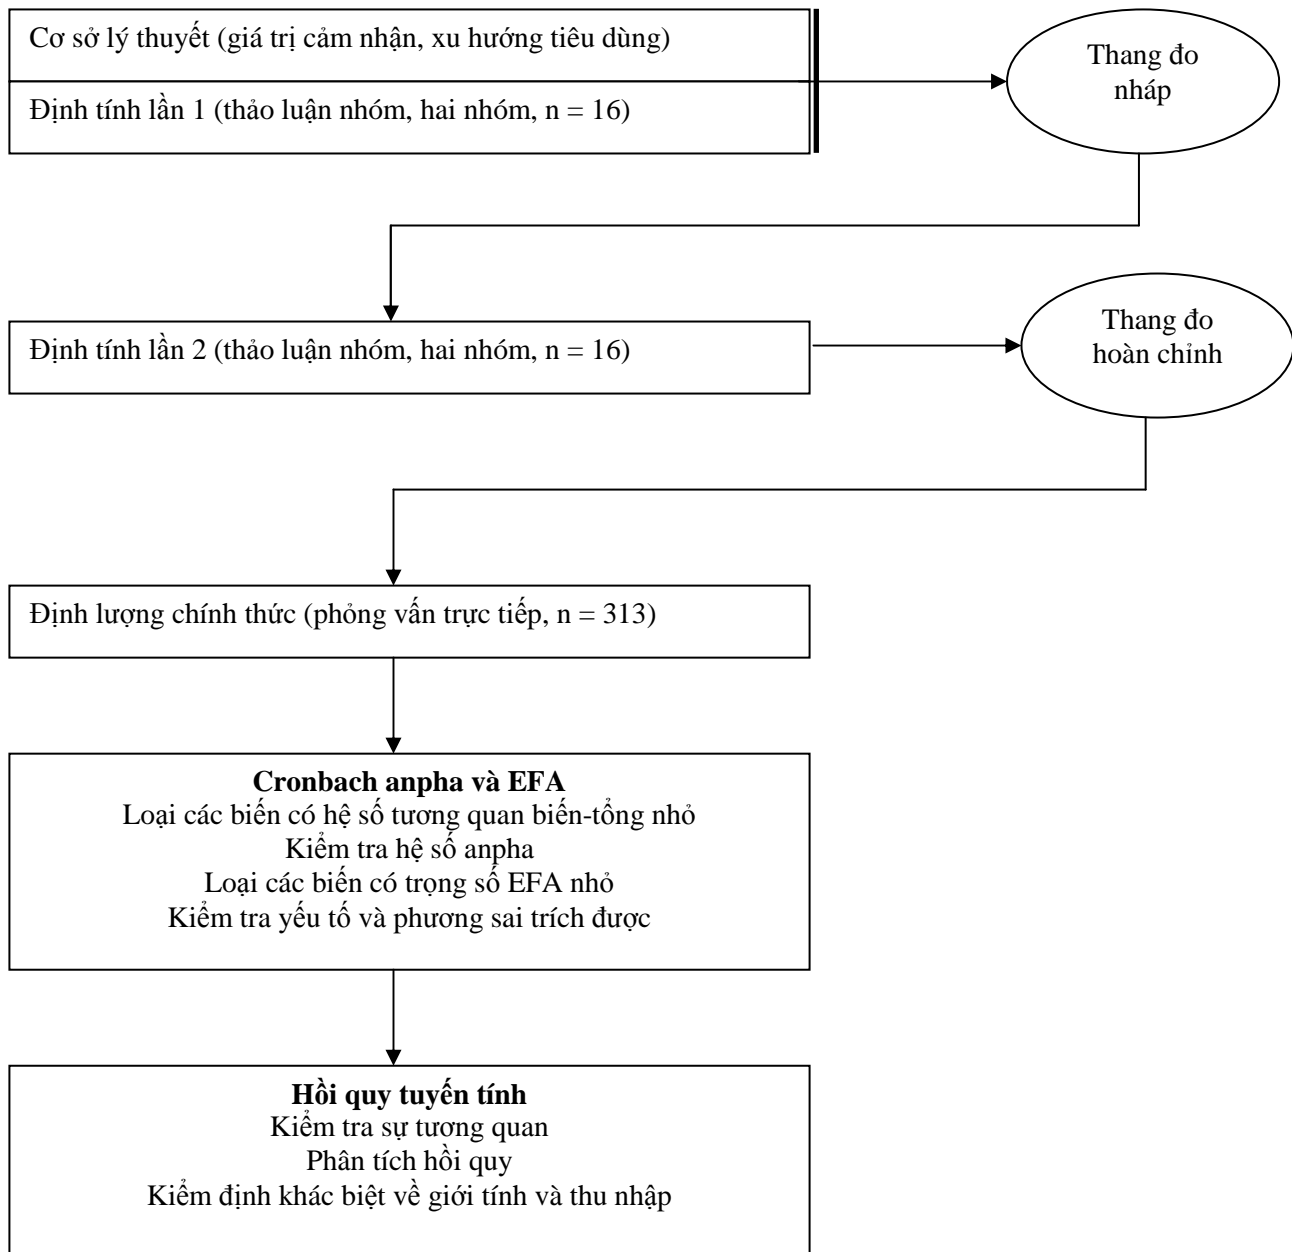 Cơ sở lý thuyết (giá trị cảm nhận, xu hướng tiêu dùng)
Định tính lần 1 (thảo luận nhóm, hai nhóm, n = 16)
Thang đo
nháp
Định tính lần 2 (thảo luận nhóm, hai nhóm, n = 16)
Thang đo
hoàn chỉnh
Định lượng chính thức (phỏng vấn trực tiếp, n = 313)
Cronbach anpha và EFA
Loại các biến có hệ số tương quan biến-tổng nhỏ
Kiểm tra hệ số anpha
Loại các biến có trọng số EFA nhỏ
Kiểm tra yếu tố và phương sai trích được
Hồi quy tuyến tính
Kiểm tra sự tương quan
Phân tích hồi quy
Kiểm định khác biệt về giới tính và thu nhập